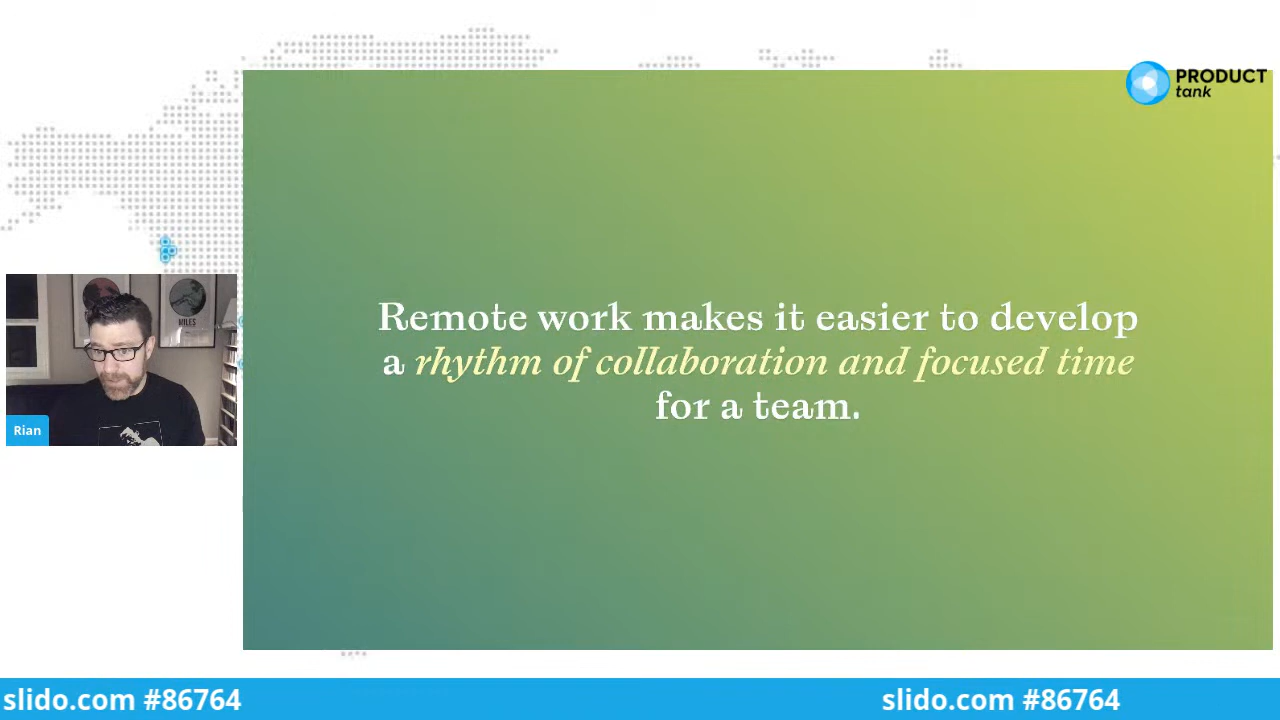 PRODUCT
tank
Remote work makes it easier to develop
a rhythm of collaboration and focused time
for a team.
MILES
Rian
slido.com #86764
slido.com #86764